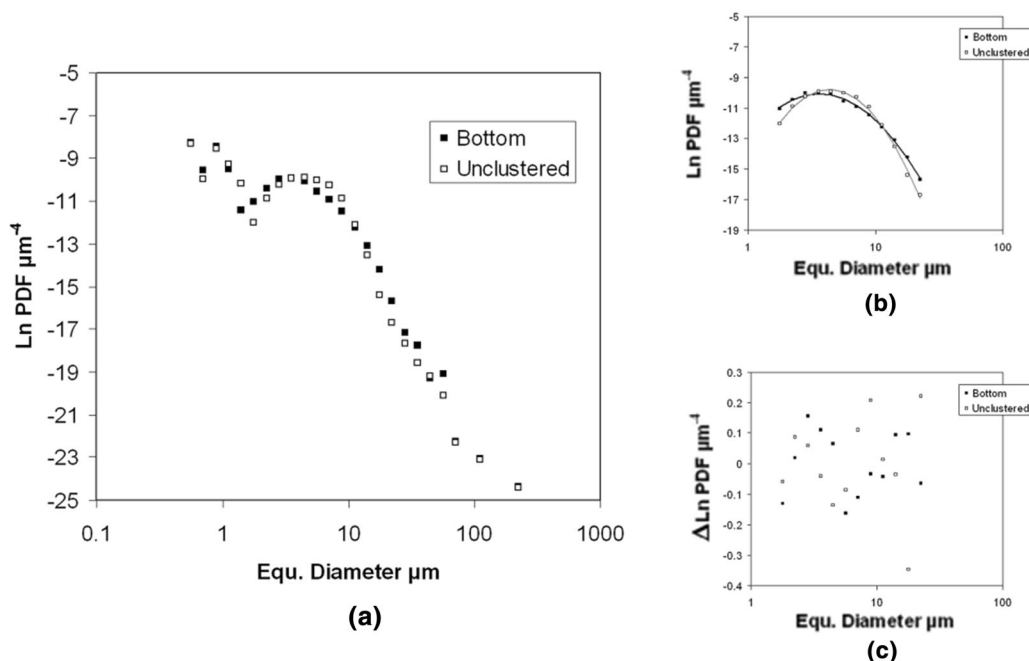 -5
-7
-9
-11
-13
-15
-17
-19
-21
-23
-25
Ln PDF µm-4
Bottom
Unclustered
0.1
1
10
100
1000
Equ. Diameter µm
(a)
-5
-7
-9
-11
-13
-15
-17
-19
Ln PDF µm-4
Bottom
Unclustered
1
10
100
Equ. Diameter µm
(b)
0.3
0.2
0.1
0
-0.1
-0.2
-0.3
-0.4
ΔLn PDF µm-4
Bottom
Unclustered
1
10
100
Equ. Diameter µm
(c)